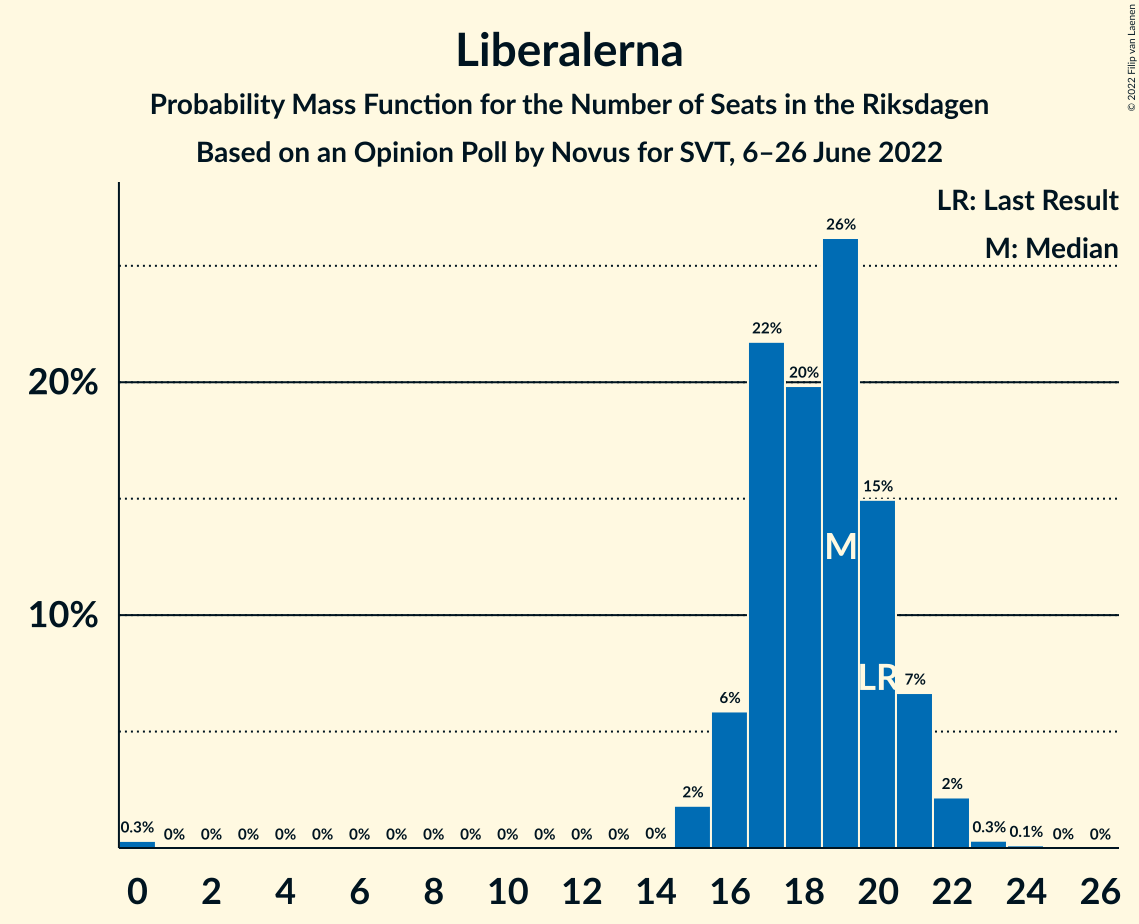 Liberalerna
Probability Mass Function for the Number of Seats in the Riksdagen
Based on an Opinion Poll by Novus for SVT, 6–26 June 2022
© 2022 Filip van Laenen
LR: Last Result
M: Median
20%
10%
0.3% 0% 0% 0% 0% 0% 0% 0% 0% 0% 0% 0% 0% 0% 0% 2% 6% 22% 20% 26% 15% 7% 2% 0.3% 0.1% 0% 0%
M
LR
0 2 4 6 8 10 12 14 16 18 20 22 24 26